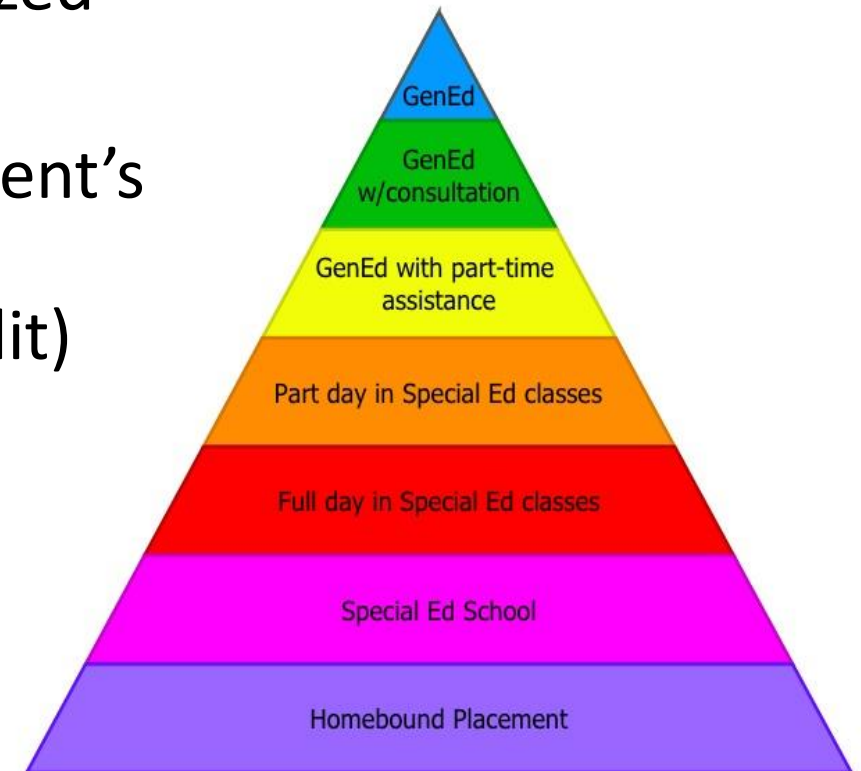 ent’s
GenEd
GenEd
w/consultation
GenEd with part-time
assistance
Part day in Special Ed classes
Full day in Special Ed classes
Special Ed School
Homebound Placement